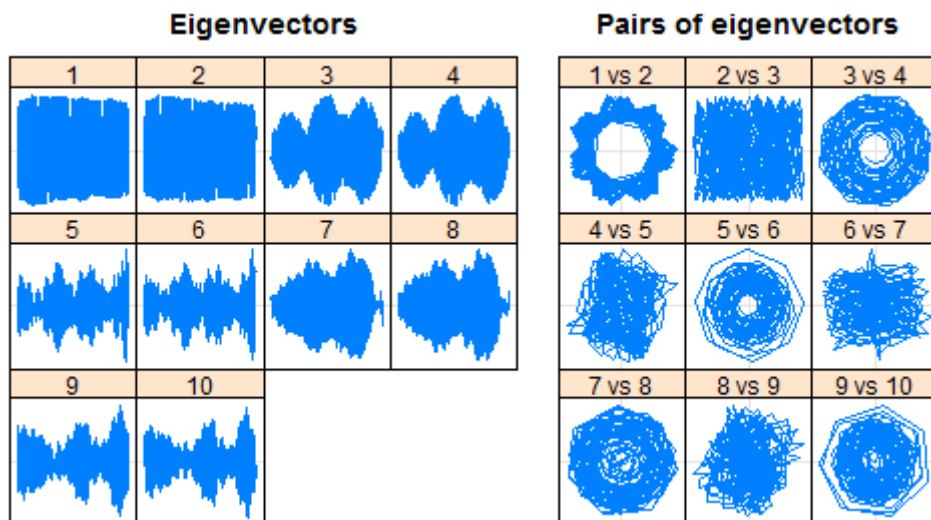 Eigenvectors
1 2 3 4
5 6 7 8
9 10
Pairs of eigenvectors
1 vs 2 2 vs 3 3 vs 4
4 vs 5 5 vs 6 6 vs 7
7 vs 8 8 vs 9 9 vs 10